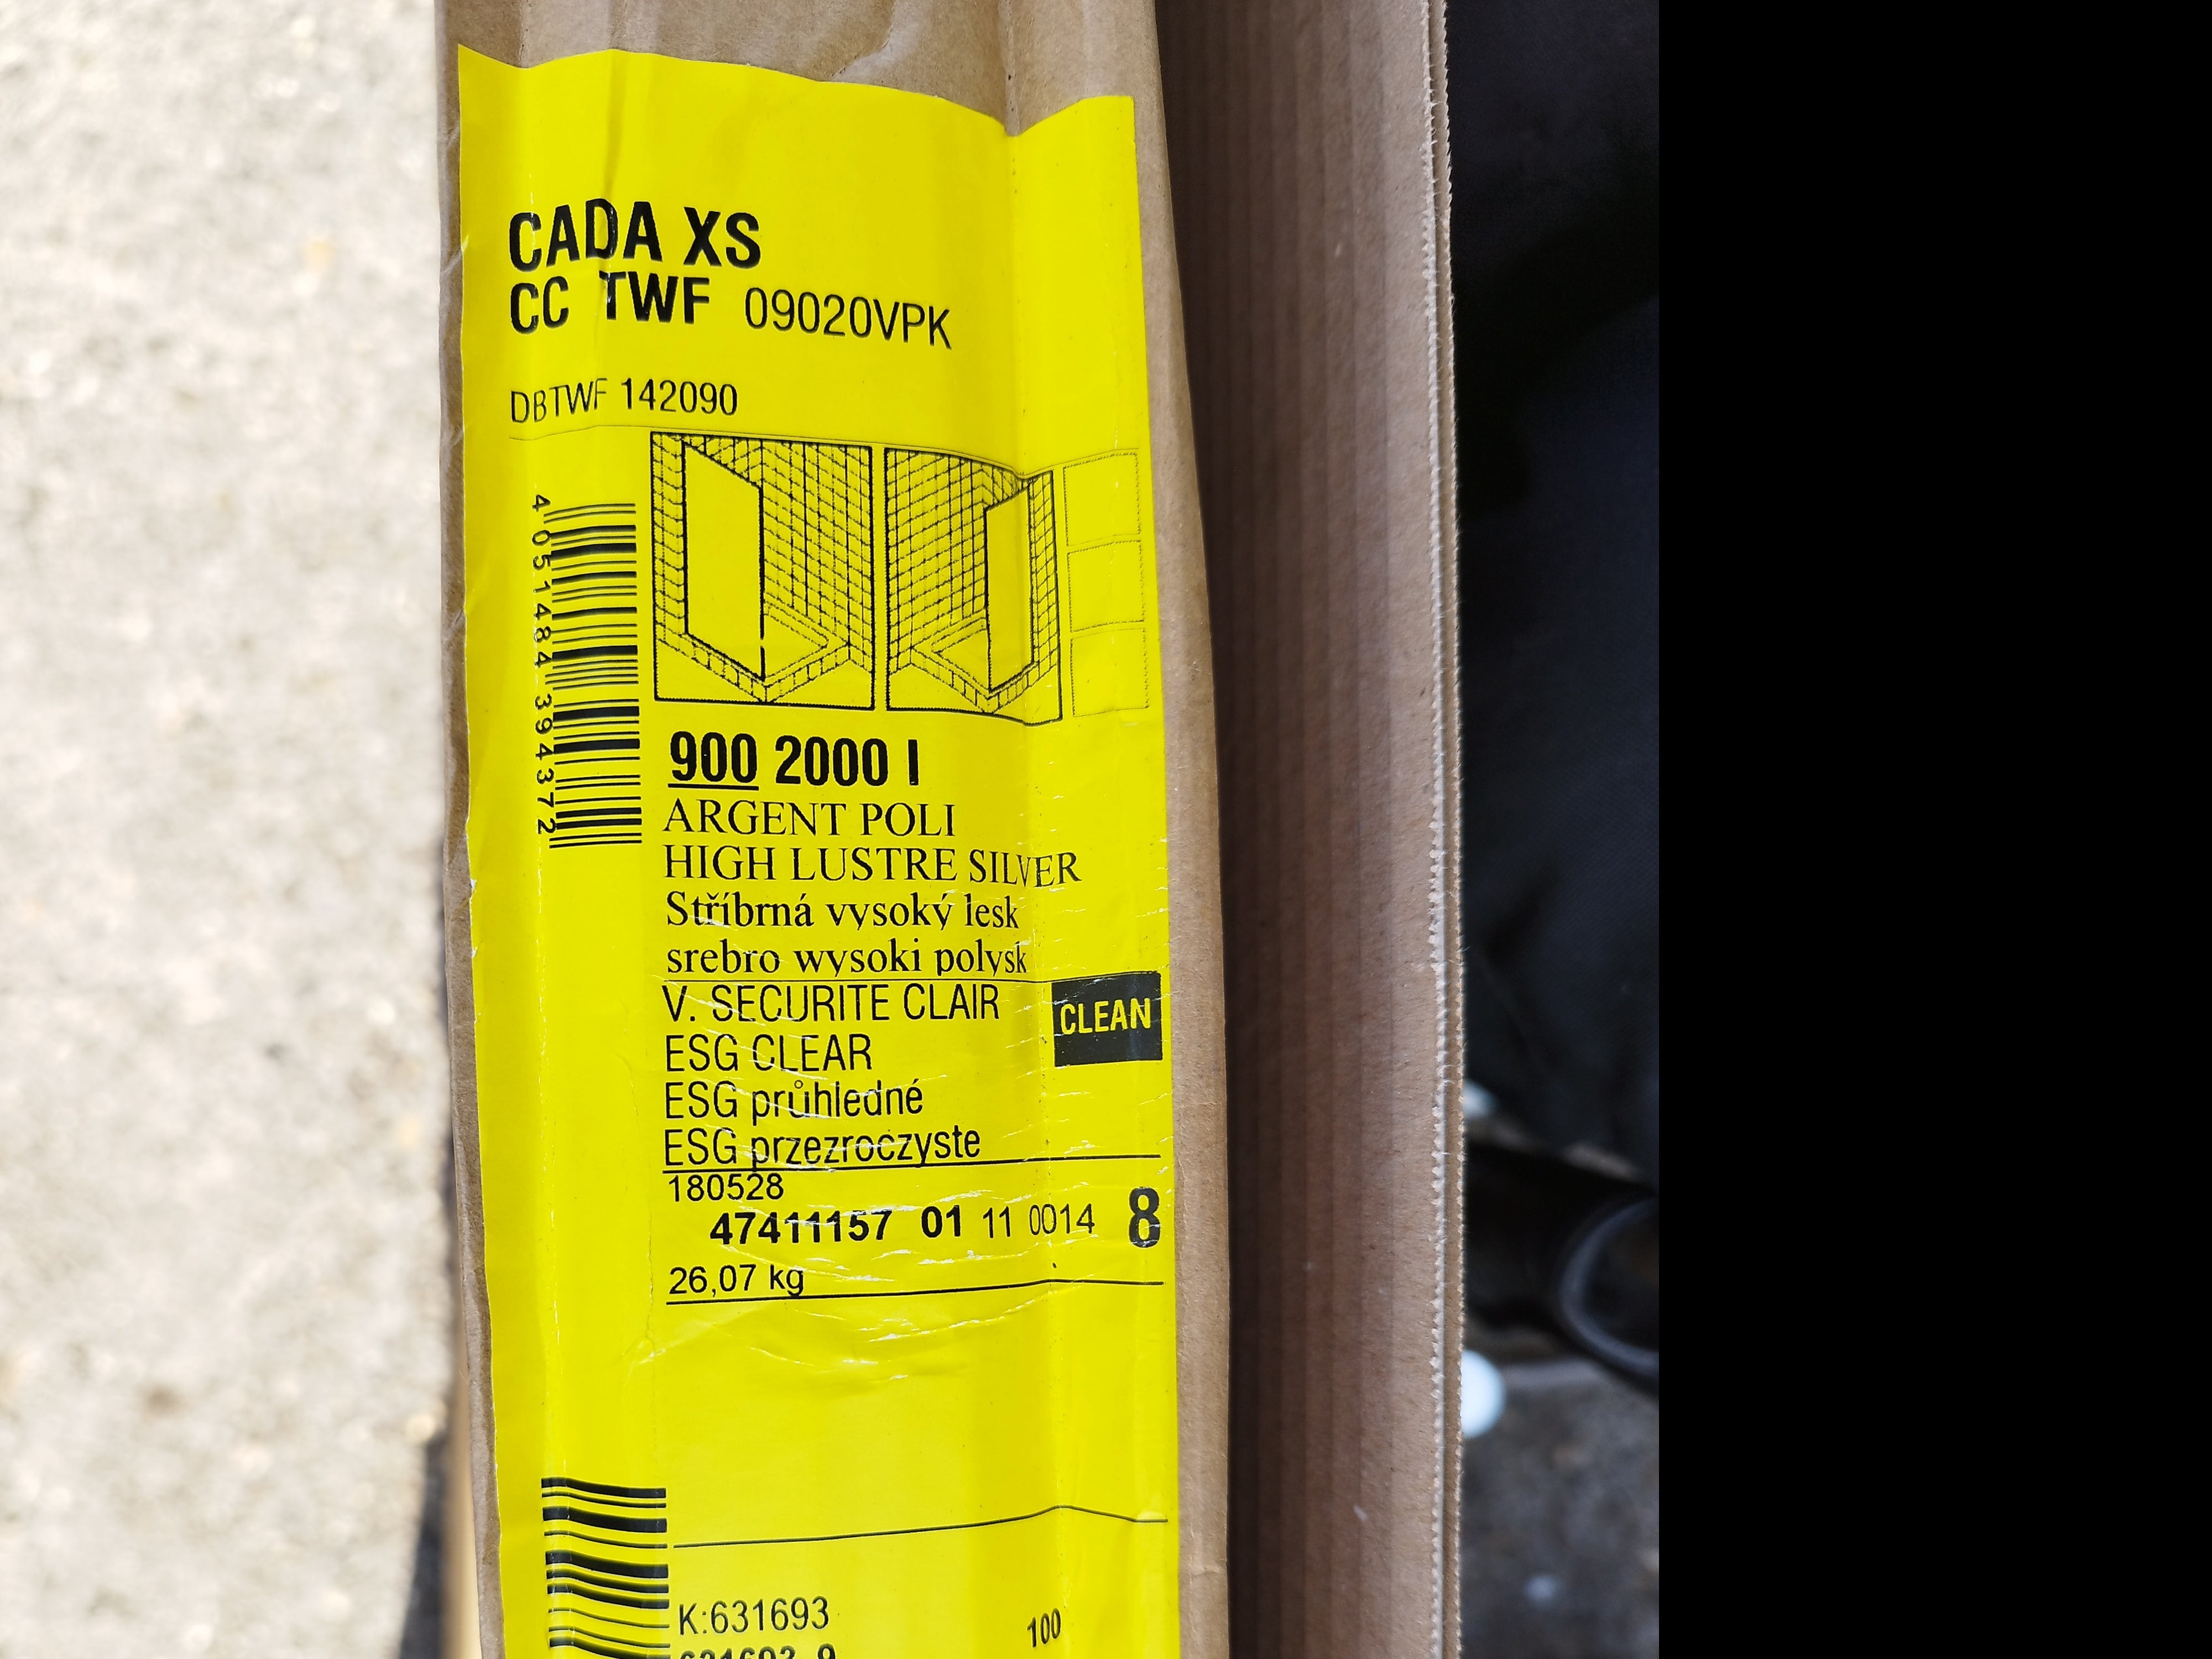 CADA XS
CC TWF 09020VPK
DBTWF 142090
4 051484 394372
900 2000 I
ARGENT POLI
HIGH LUSTRE SILVER
Stříbrná vysoký lesk
srebro wysoki polysk
V. SECURITE CLAIR
CLEAN
ESG CLEAR
ESG průhledné
ESG przezroczyste
180528
47411157 01 11 0014 8
26,07 kg
K:631693
100